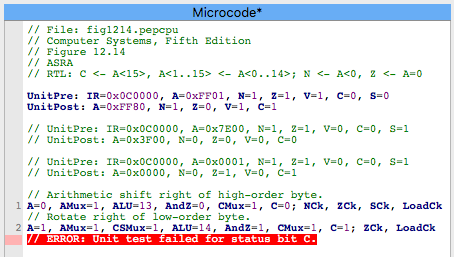 Microcode*
// File: fig1214.pepcpu
// Computer Systems, Fifth Edition
// Figure 12.14
// ASRA
// RTL: C <- A<15>, A<1..15> <- A<0..14>; N <- A<0, Z <- A=0
UnitPre: IR=0x0C0000, A=0xFF01, N=1, Z=1, V=1, C=0, S=0
UnitPost: A=0xFF80, N=1, Z=0, V=1, C=1
// UnitPre: IR=0x0C0000, A=0x7E00, N=1, Z=1, V=0, C=0, S=1
// UnitPost: A=0x3F00, N=0, Z=0, V=0, C=0
// UnitPre: IR=0x0C0000, A=0x0001, N=1, Z=1, V=0, C=0, S=1
// UnitPost: A=0x0000, N=0, Z=1, V=0, C=1
// Arithmetic shift right of high-order byte.
1 A=0, AMux=1, ALU=13, AndZ=0, CMux=1, C=0; NCk, ZCk, SCk, LoadCk
// Rotate right of low-order byte.
2 A=1, AMux=1, CSMux=1, ALU=14, AndZ=1, CMux=1, C=1; ZCk, LoadCk
// ERROR: Unit test failed for status bit C.